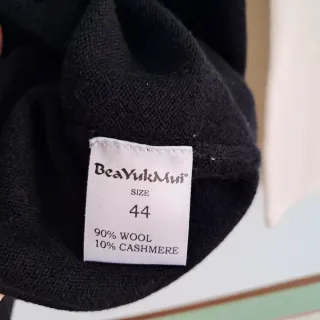 BeaYukMui®
SIZE
44
90% WOOL
10% CASHMERE